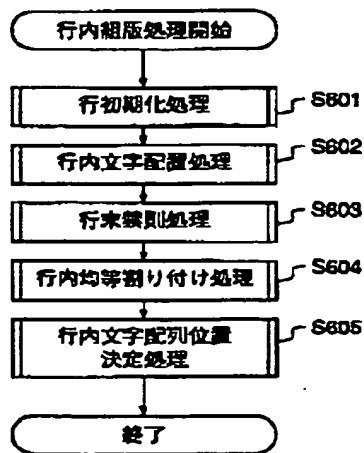 行内組版処理開始
行初期化処理
S601
行内文字配置処理
S602
行末禁則処理
S603
行内均等割り付け処理
S604
行内文字配列位置
決定処理
S605
終了